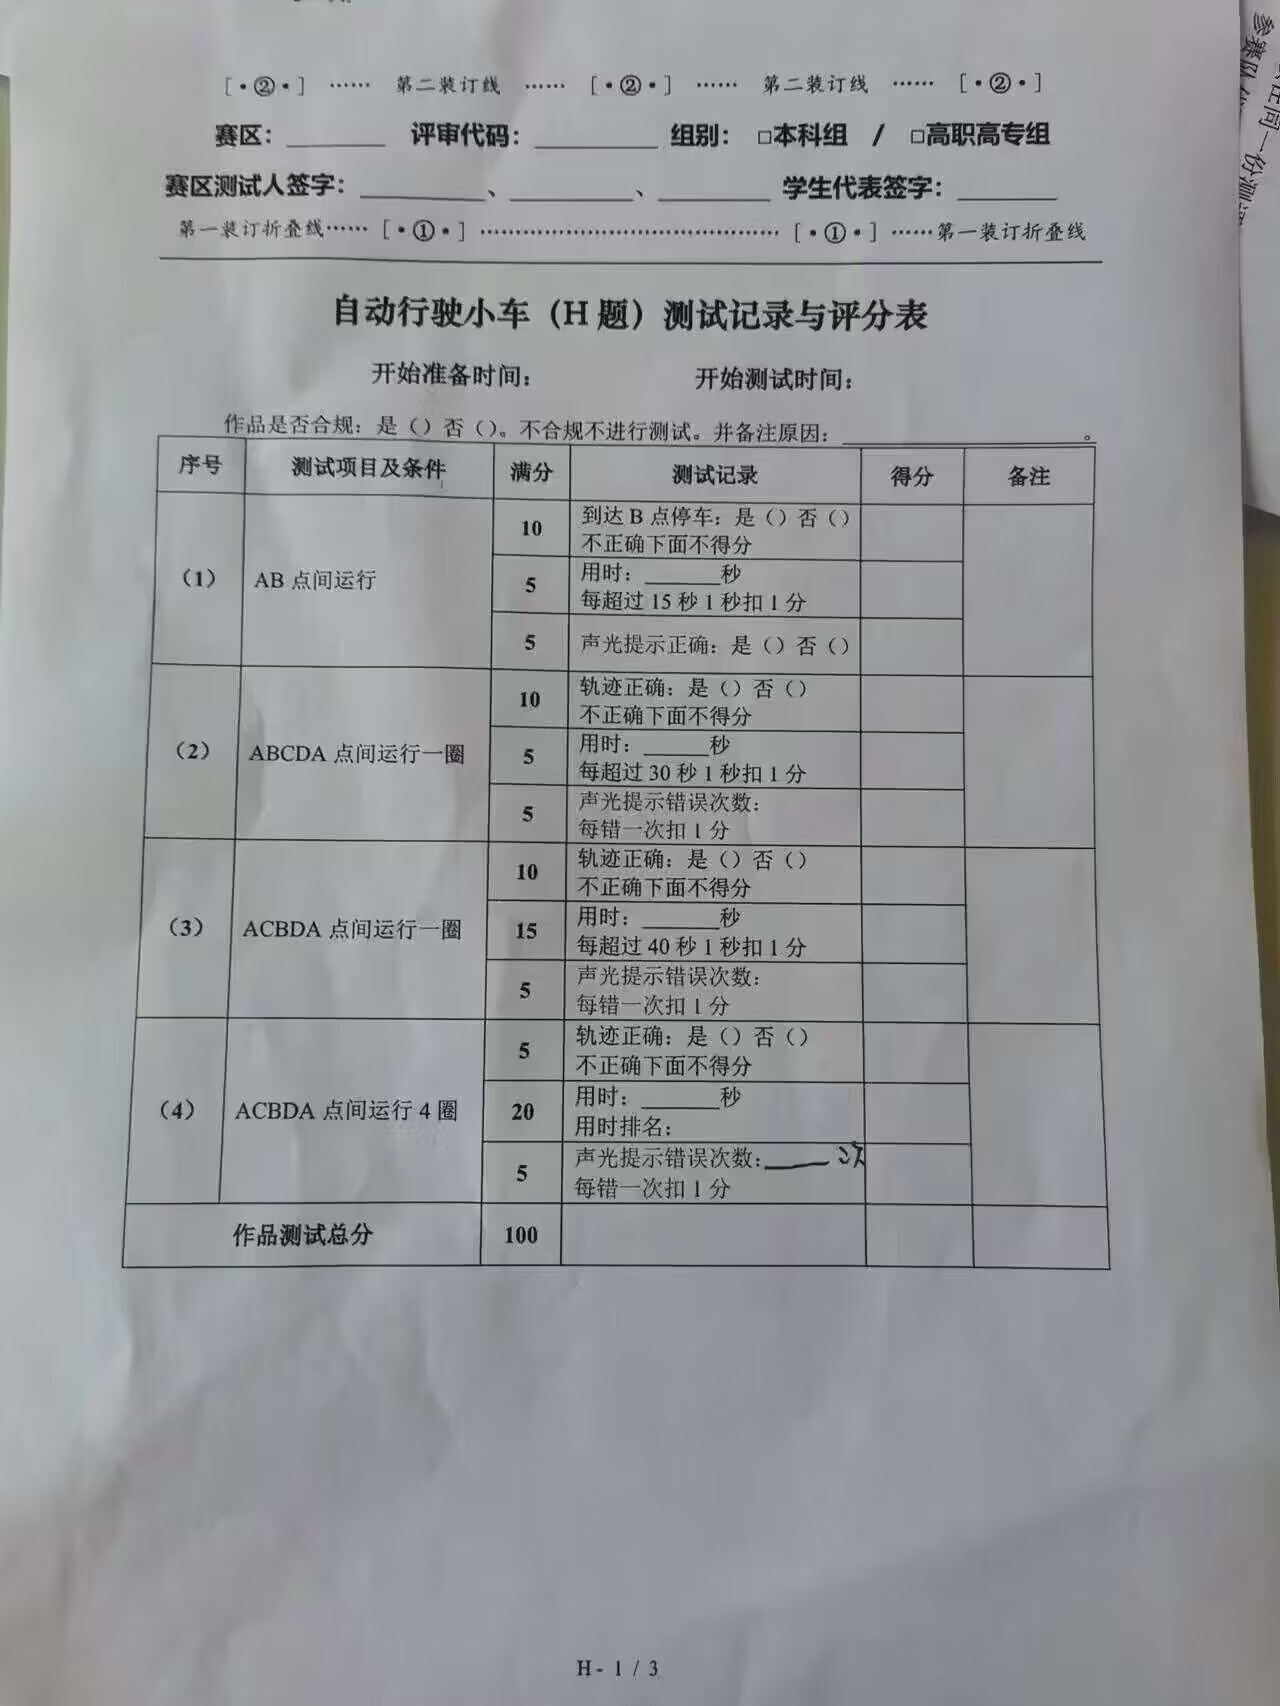 [·②·] …… 第二装订线 …… [·②·] …… 第二装订线 …… [·②·]
赛区：______ 评审代码：________ 组别： □本科组 / □高职高专组
赛区测试人签字：________、________、________ 学生代表签字：______
第一装订折叠线……[·①·]……………………………………[·①·]……第一装订折叠线
自动行驶小车（H 题）测试记录与评分表
开始准备时间： 开始测试时间：
作品是否合规：是（）否（）。不合规不进行测试。并备注原因：________________。
序号 测试项目及条件 满分 测试记录 得分 备注
（1） AB 点间运行
10 到达 B 点停车：是（）否（）
不正确下面不得分
5 用时：______秒
每超过 15 秒 1 秒扣 1 分
5 声光提示正确：是（）否（）
（2） ABCDA 点间运行一圈
10 轨迹正确：是（）否（）
不正确下面不得分
5 用时：______秒
每超过 30 秒 1 秒扣 1 分
5 声光提示错误次数：
每错一次扣 1 分
（3） ACBDA 点间运行一圈
10 轨迹正确：是（）否（）
不正确下面不得分
15 用时：______秒
每超过 40 秒 1 秒扣 1 分
5 声光提示错误次数：
每错一次扣 1 分
（4） ACBDA 点间运行 4 圈
5 轨迹正确：是（）否（）
不正确下面不得分
20 用时：______秒
用时排名：
5 声光提示错误次数：____次
每错一次扣 1 分
作品测试总分 100
H- 1 / 3
参赛队
在同一份测